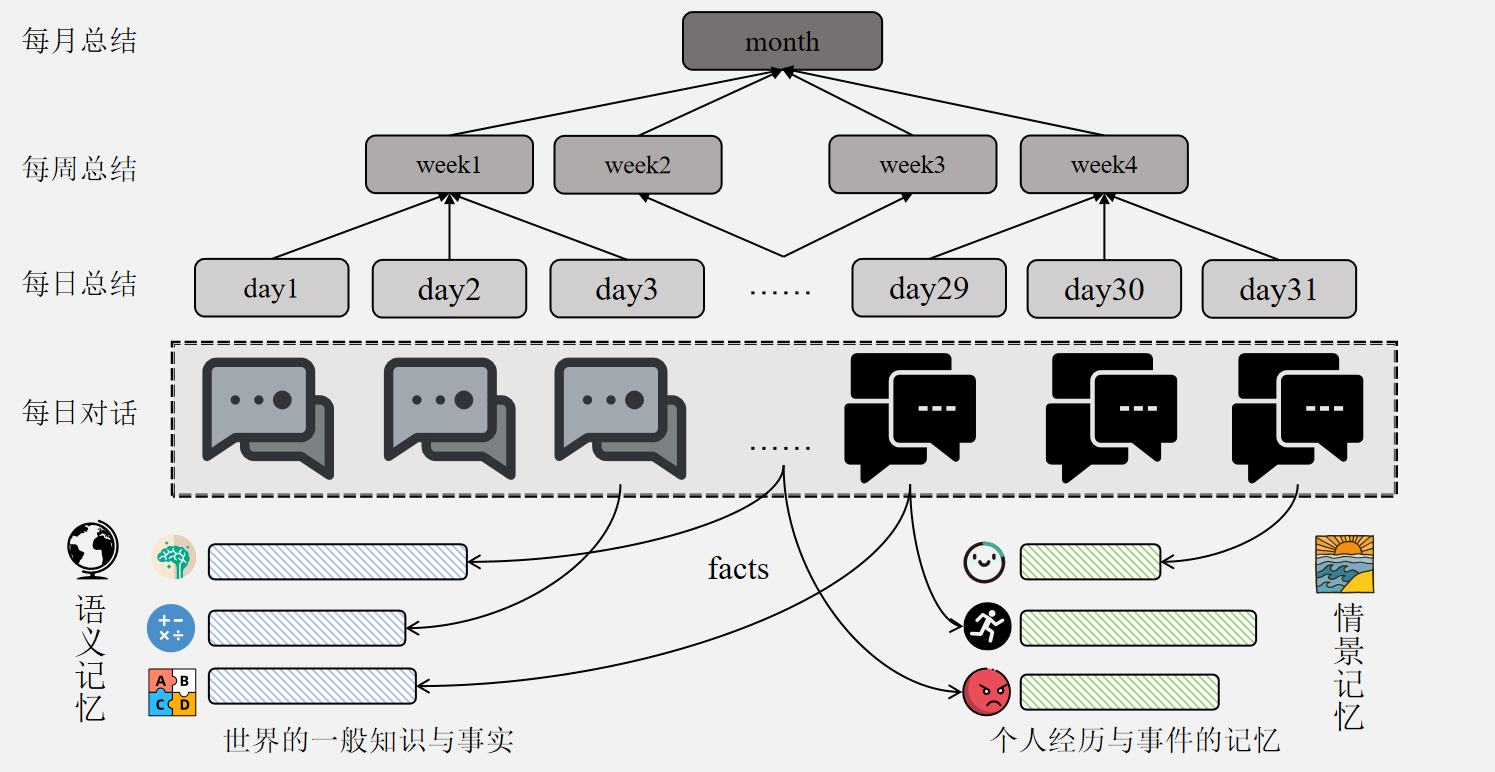 每月总结
month
每周总结
week1
week2
week3
week4
每日总结
day1
day2
day3
……
day29
day30
day31
每日对话
……
facts
语义记忆
A B
C D
情景记忆
世界的一般知识与事实
个人经历与事件的记忆